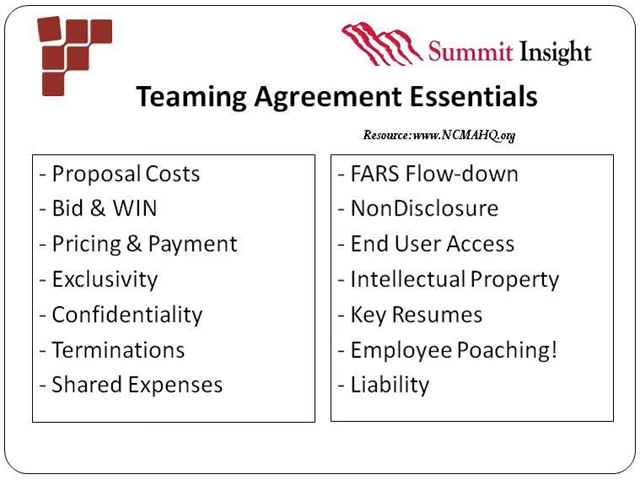 Summit Insight
Teaming Agreement Essentials
Resource: www.NCMAHQ.org
- Proposal Costs
- Bid & WIN
- Pricing & Payment
- Exclusivity
- Confidentiality
- Terminations
- Shared Expenses
- FARS Flow-down
- NonDisclosure
- End User Access
- Intellectual Property
- Key Resumes
- Employee Poaching!
- Liability